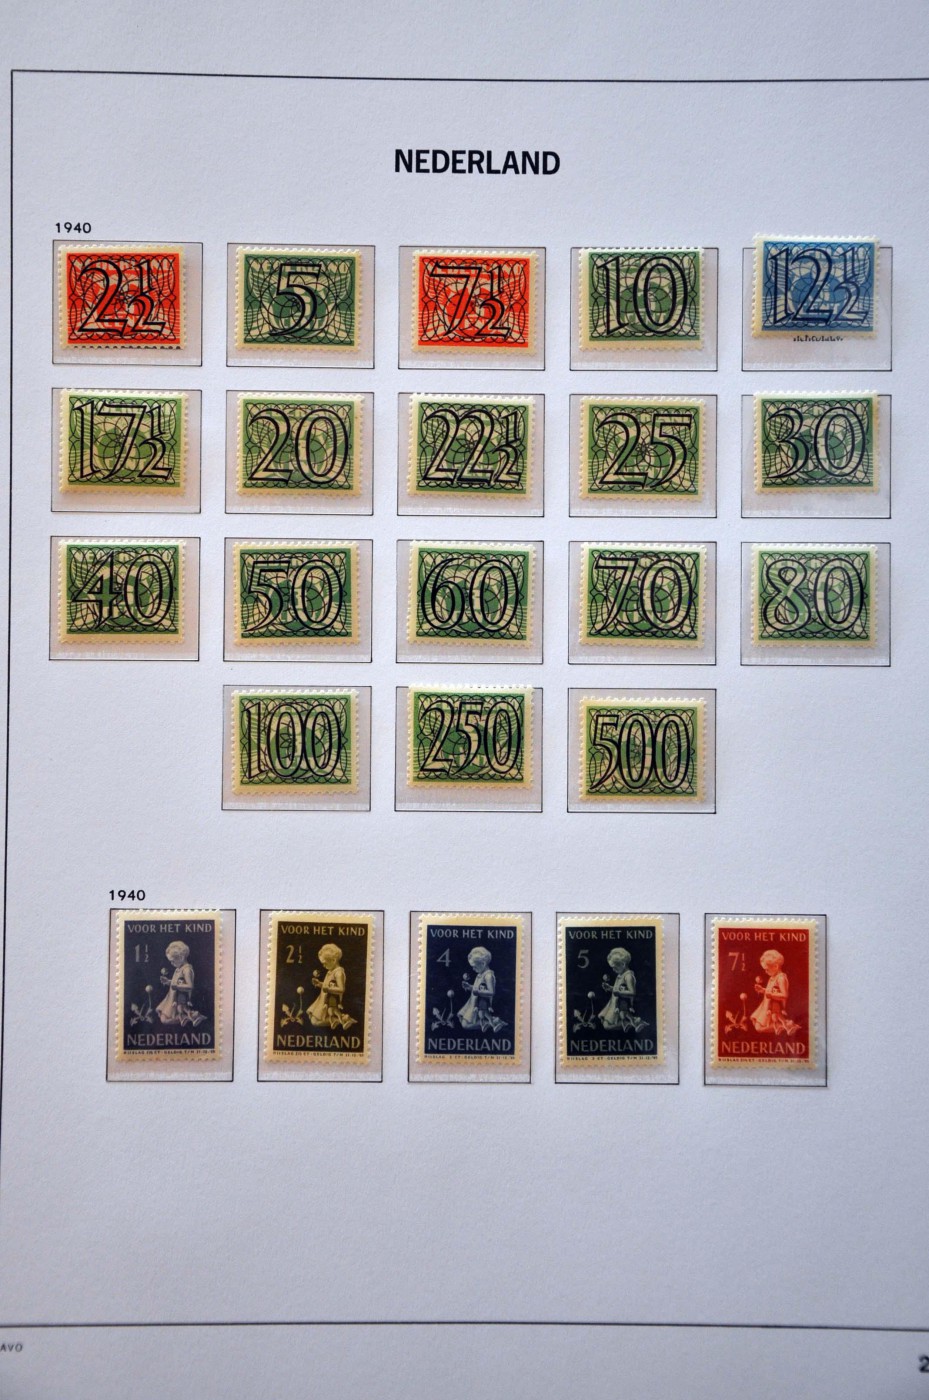 NEDERLAND
1940
2½ 5 7½ 10 12½
17½ 20 22½ 25 30
40 50 60 70 80
100 250 500
1940
VOOR HET KIND
1½
NEDERLAND
VOOR HET KIND
2½
NEDERLAND
VOOR HET KIND
4
NEDERLAND
VOOR HET KIND
5
NEDERLAND
VOOR HET KIND
7½
NEDERLAND
AVO
2